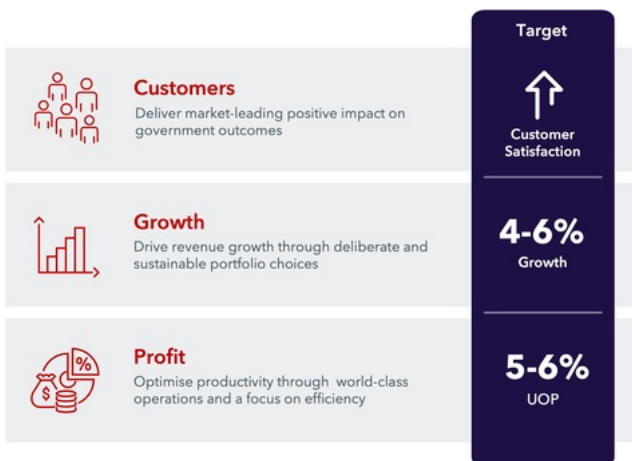 Target
Customers
Deliver market-leading positive impact on
government outcomes
Customer
Satisfaction
Growth
Drive revenue growth through deliberate and
sustainable portfolio choices
4-6%
Growth
%
$
Profit
Optimise productivity through world-class
operations and a focus on efficiency
5-6%
UOP